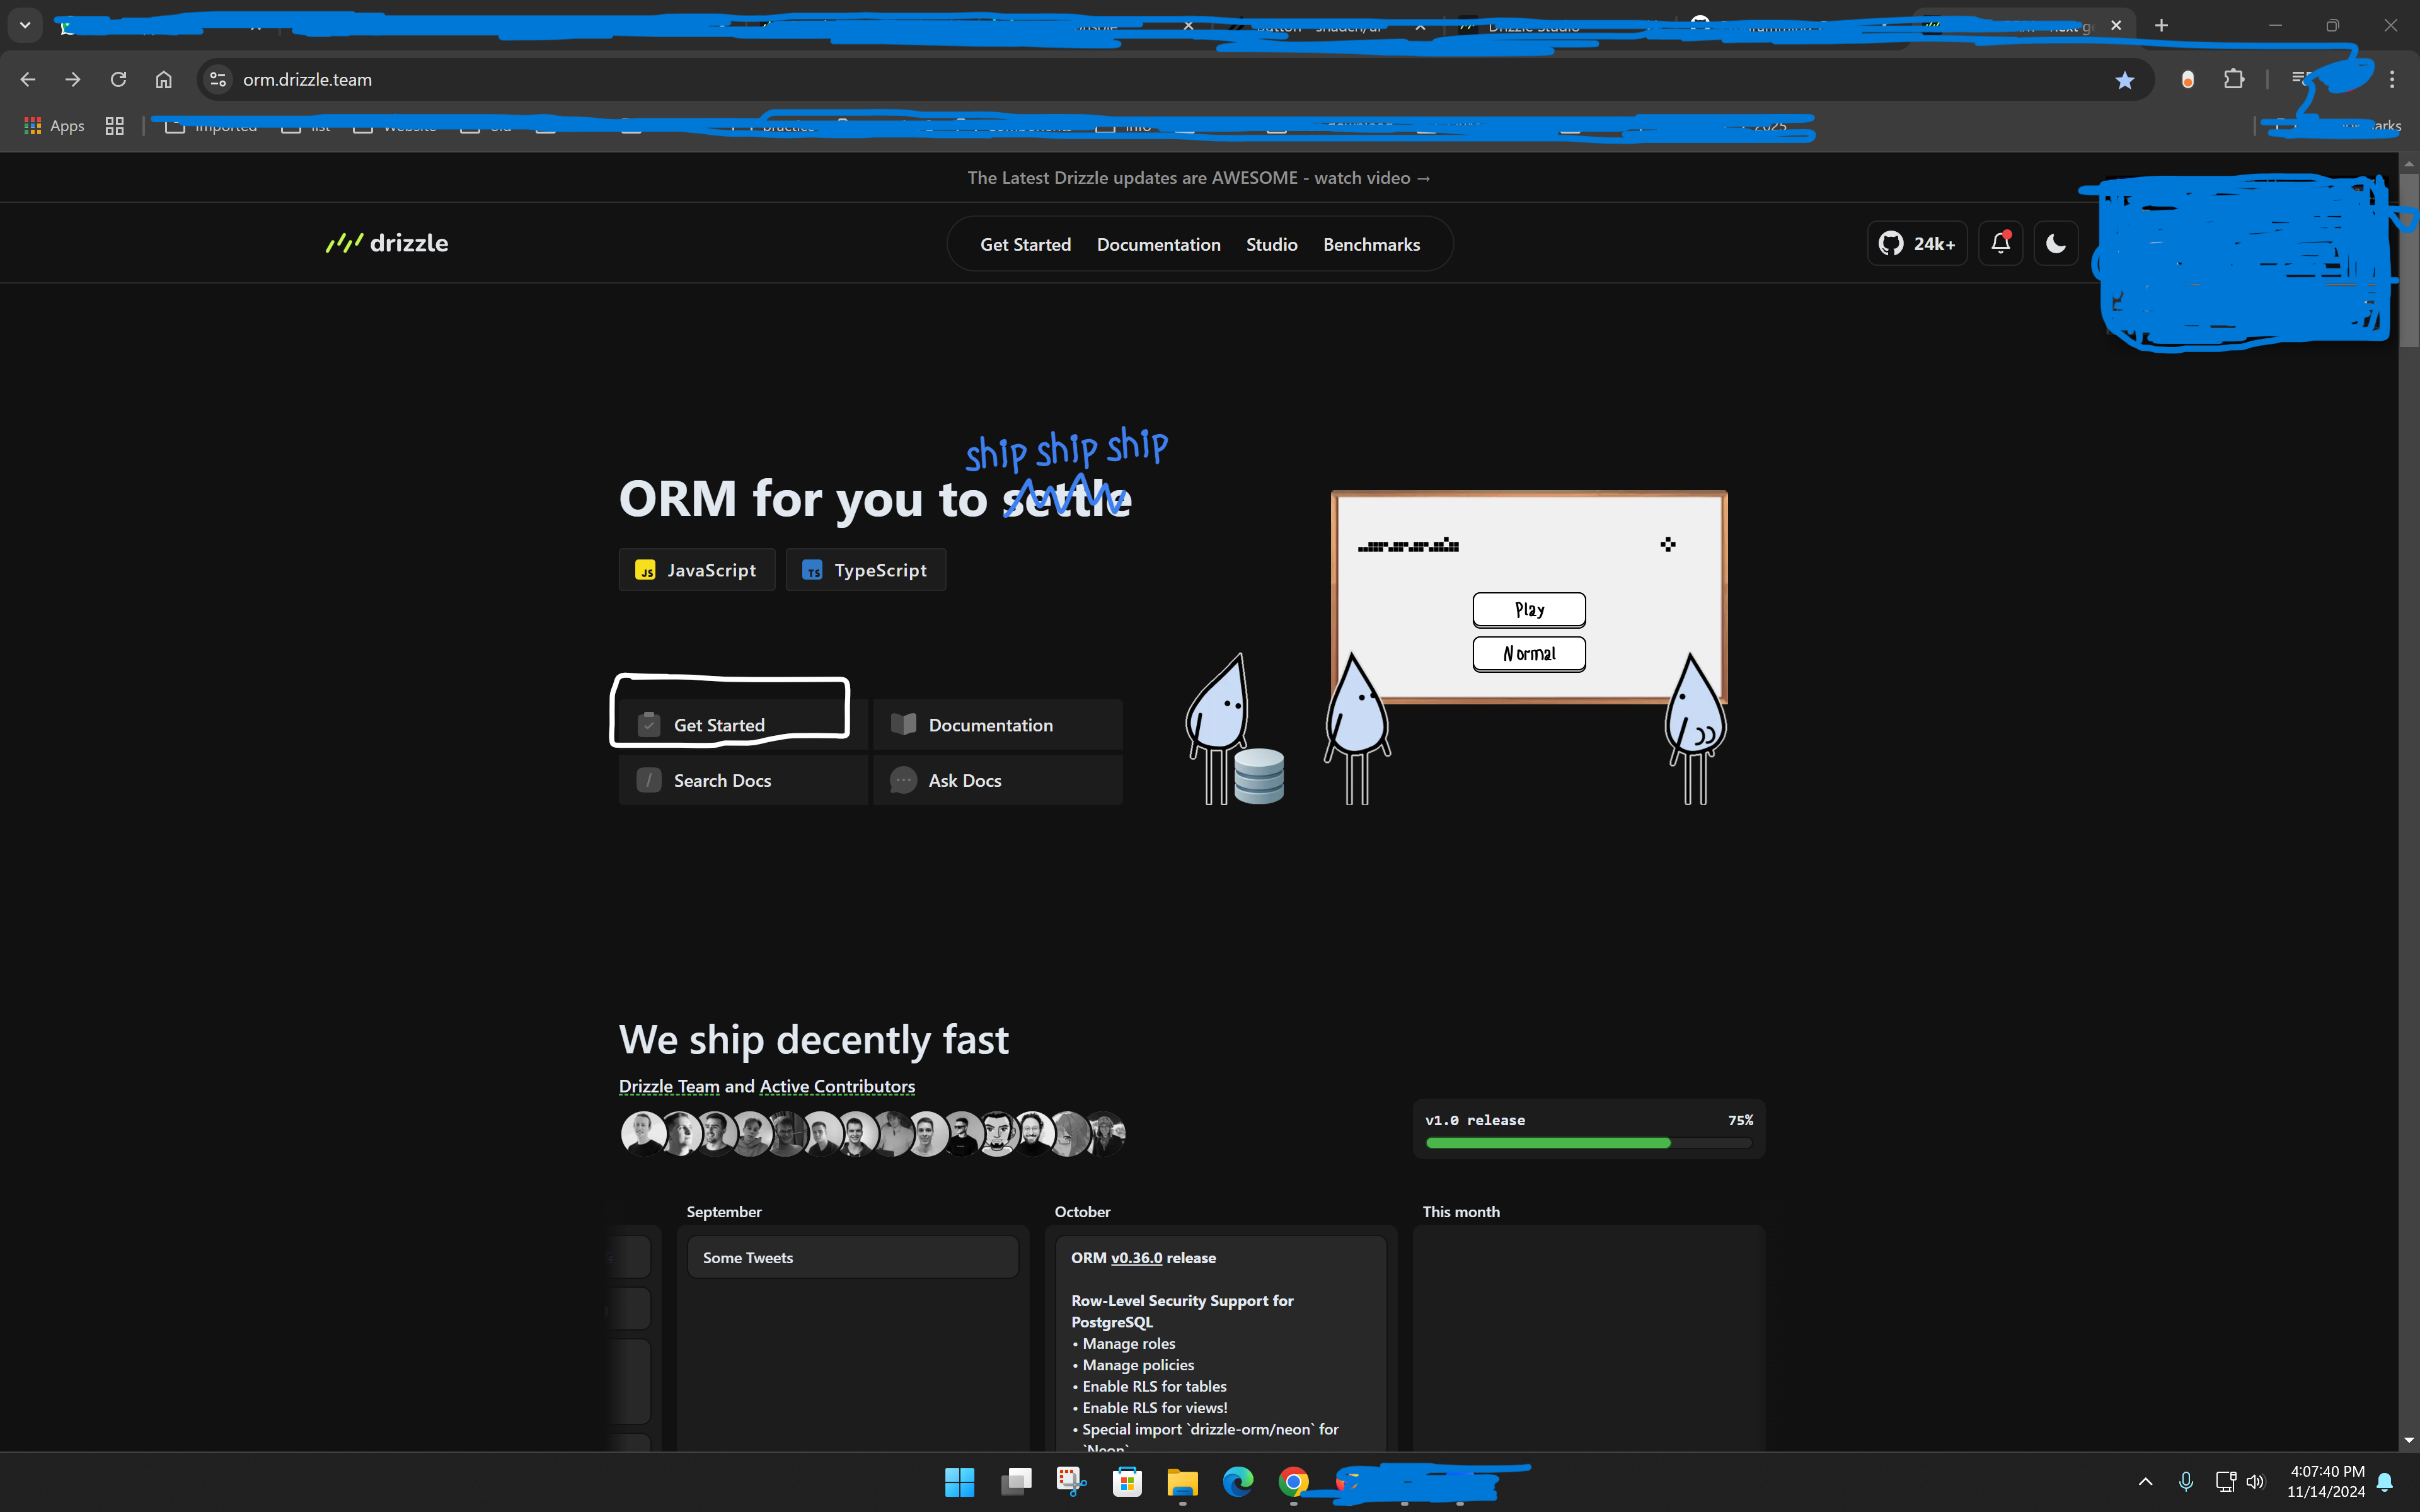 orm.drizzle.team
Apps
The Latest Drizzle updates are AWESOME - watch video →
drizzle
Get Started Documentation Studio Benchmarks
24k+
ship ship ship
ORM for you to settle
JS JavaScript
TS TypeScript
Play
Normal
Get Started
Documentation
/ Search Docs
Ask Docs
We ship decently fast
Drizzle Team and Active Contributors
v1.0 release 75%
September
October
This month
Some Tweets
ORM v0.36.0 release
Row-Level Security Support for
PostgreSQL
• Manage roles
• Manage policies
• Enable RLS for tables
• Enable RLS for views!
• Special import `drizzle-orm/neon` for
`Neon`
4:07:40 PM
11/14/2024